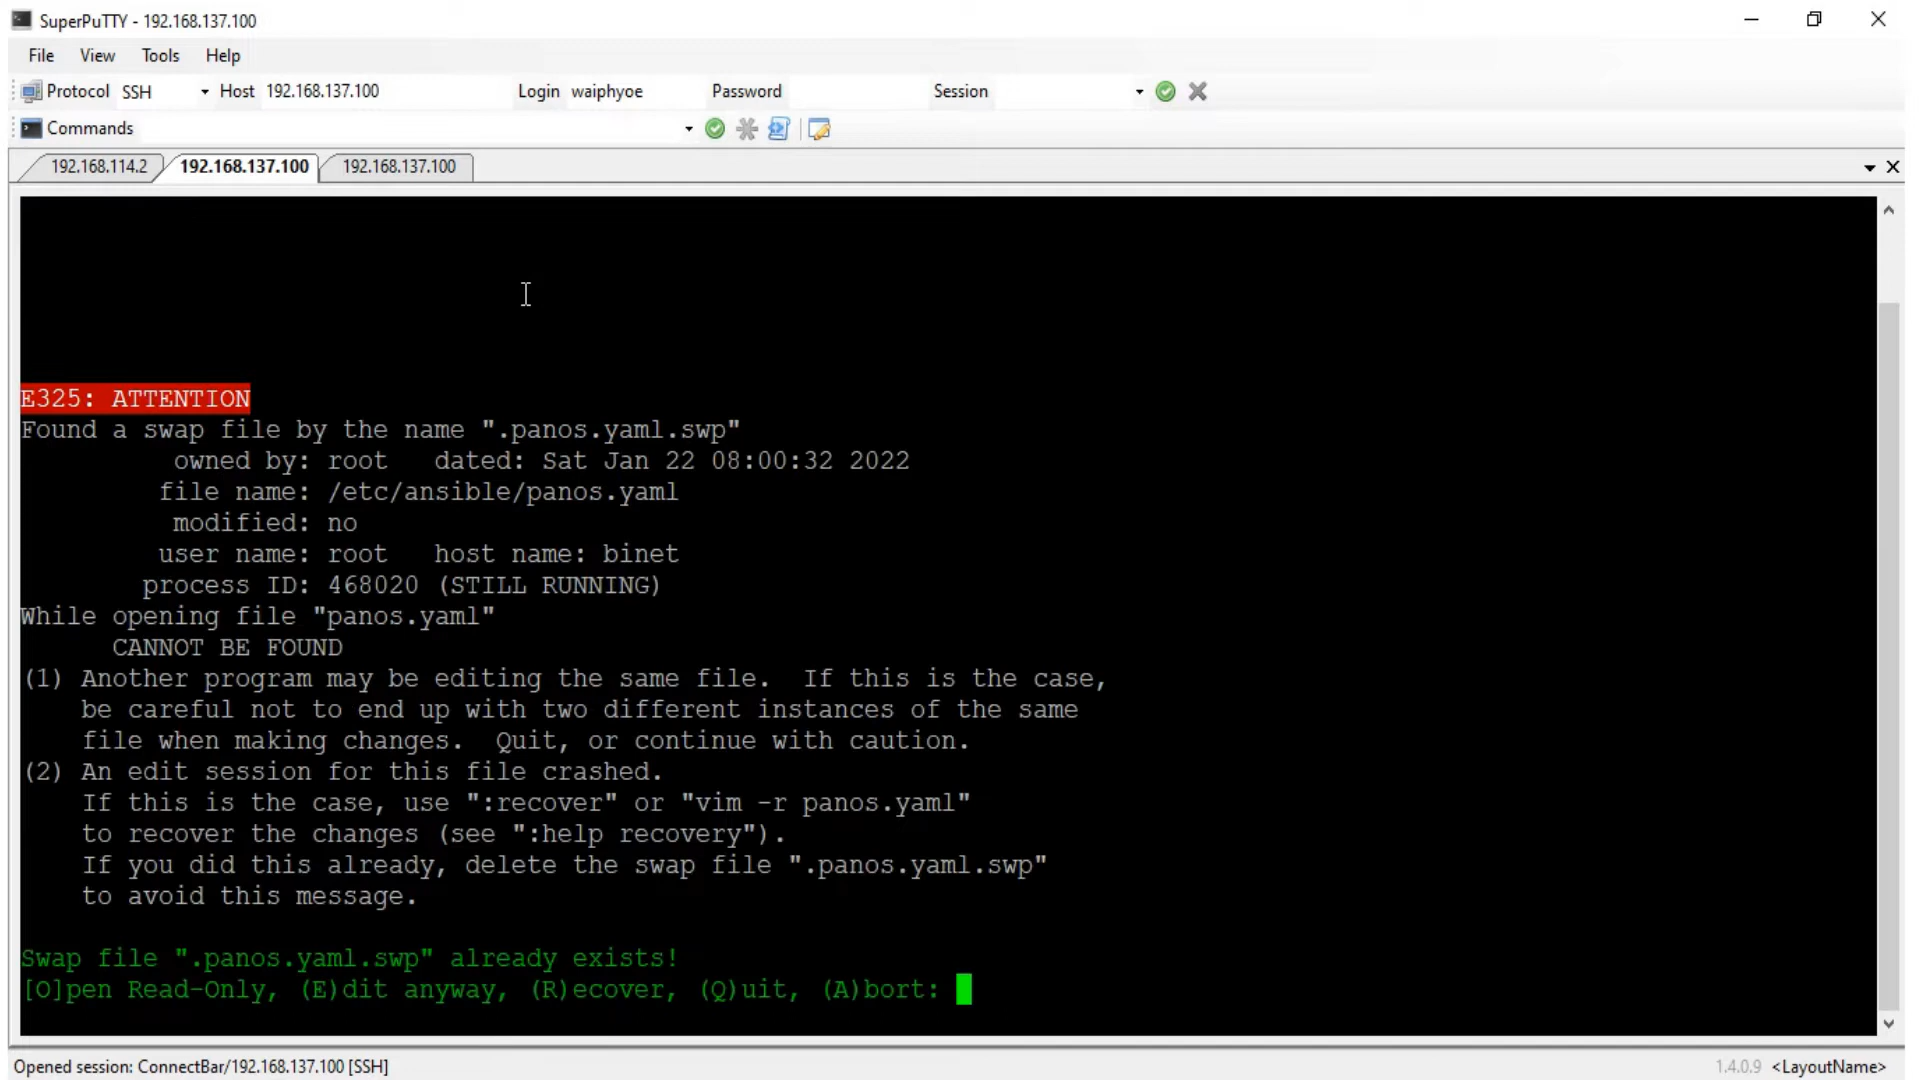 SuperPuTTY - 192.168.137.100
File View Tools Help
Protocol SSH Host 192.168.137.100 Login waiphyoe Password Session
Commands
192.168.114.2 192.168.137.100 192.168.137.100
E325: ATTENTION
Found a swap file by the name ".panos.yaml.swp"
owned by: root dated: Sat Jan 22 08:00:32 2022
file name: /etc/ansible/panos.yaml
modified: no
user name: root host name: binet
process ID: 468020 (STILL RUNNING)
While opening file "panos.yaml"
CANNOT BE FOUND
(1) Another program may be editing the same file. If this is the case,
be careful not to end up with two different instances of the same
file when making changes. Quit, or continue with caution.
(2) An edit session for this file crashed.
If this is the case, use ":recover" or "vim -r panos.yaml"
to recover the changes (see ":help recovery").
If you did this already, delete the swap file ".panos.yaml.swp"
to avoid this message.
Swap file ".panos.yaml.swp" already exists!
[O]pen Read-Only, (E)dit anyway, (R)ecover, (Q)uit, (A)bort:
Opened session: ConnectBar/192.168.137.100 [SSH] 1.4.0.9 <LayoutName>